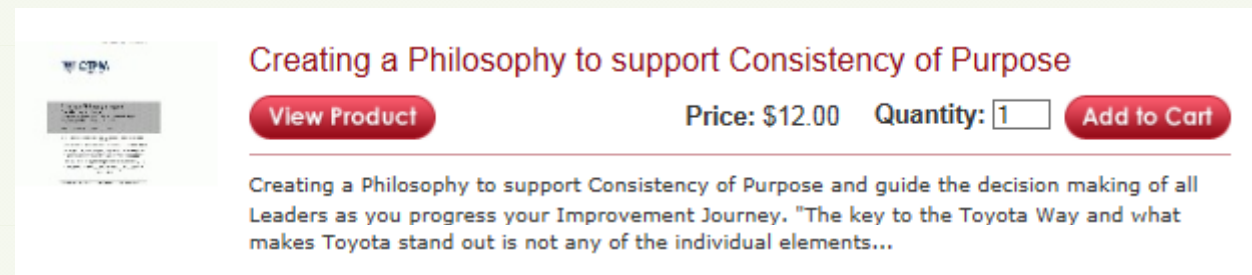 Creating a Philosophy to support Consistency of Purpose
View Product
Price: $12.00
Quantity: 1
Add to Cart
Creating a Philosophy to support Consistency of Purpose and guide the decision making of all
Leaders as you progress your Improvement Journey. "The key to the Toyota Way and what
makes Toyota stand out is not any of the individual elements...